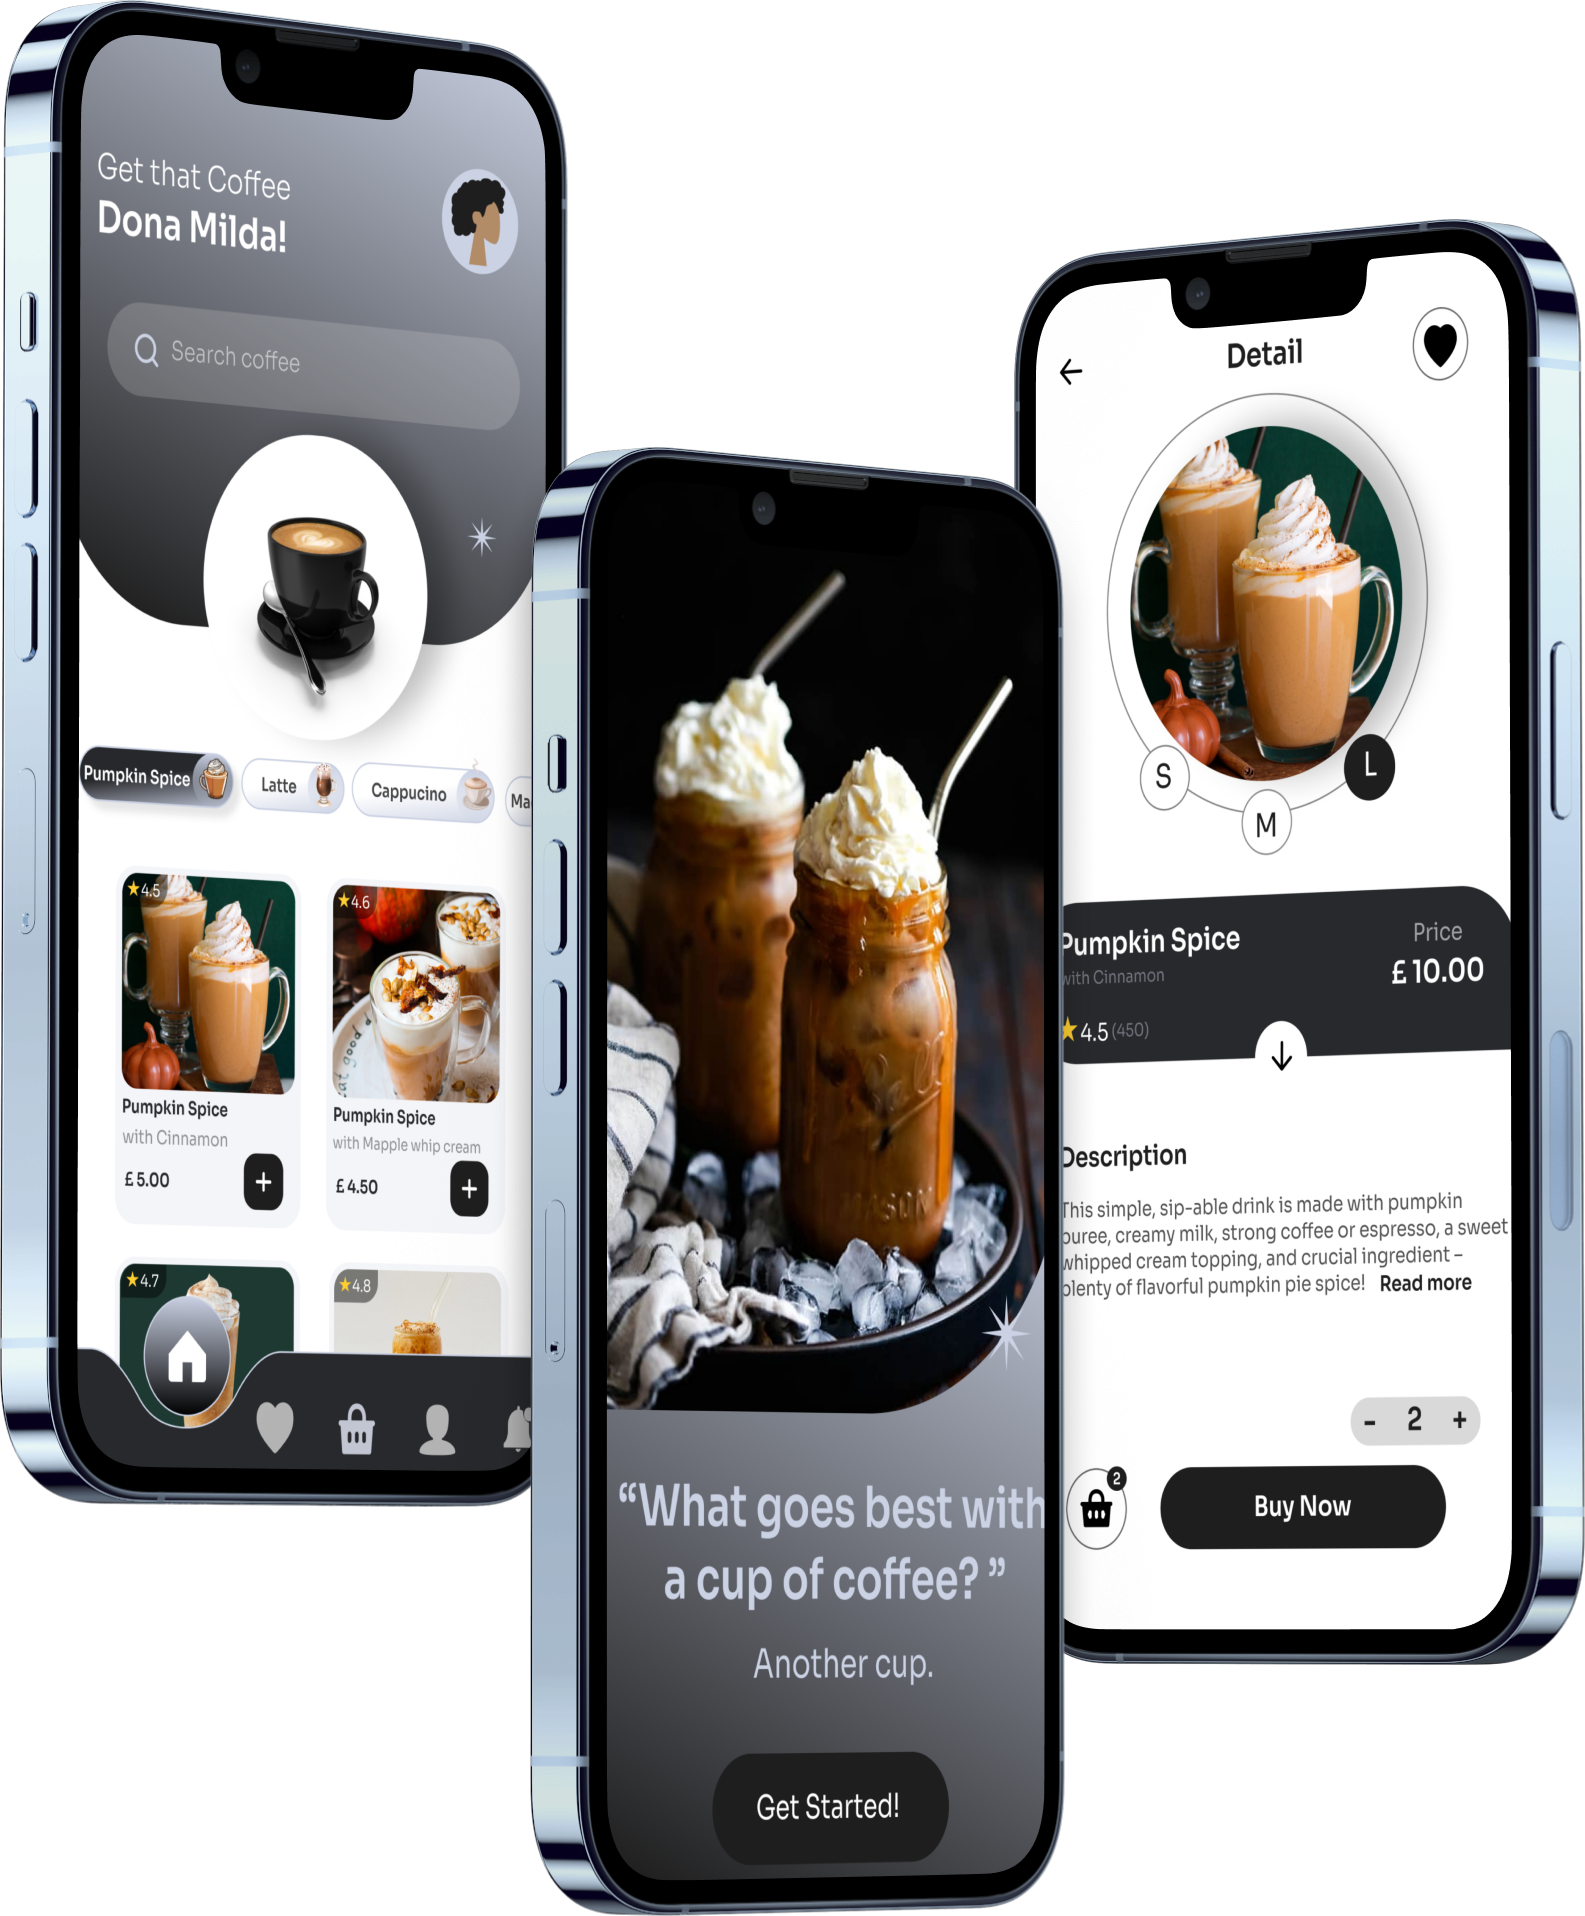 Get that Coffee
Dona Milda!
Search coffee
Pumpkin Spice
Latte
Cappucino
Ma
4.5
4.6
Pumpkin Spice
with Cinnamon
£ 5.00
+
Pumpkin Spice
with Mapple whip cream
£ 4.50
+
4.7
4.8
eat good
MASON
“What goes best with
a cup of coffee? ”
Another cup.
Get Started!
Detail
S
M
L
Pumpkin Spice
with Cinnamon
Price
£ 10.00
4.5 (450)
Description
This simple, sip-able drink is made with pumpkin
puree, creamy milk, strong coffee or espresso, a sweet
whipped cream topping, and crucial ingredient –
plenty of flavorful pumpkin pie spice! Read more
- 2 +
2
Buy Now